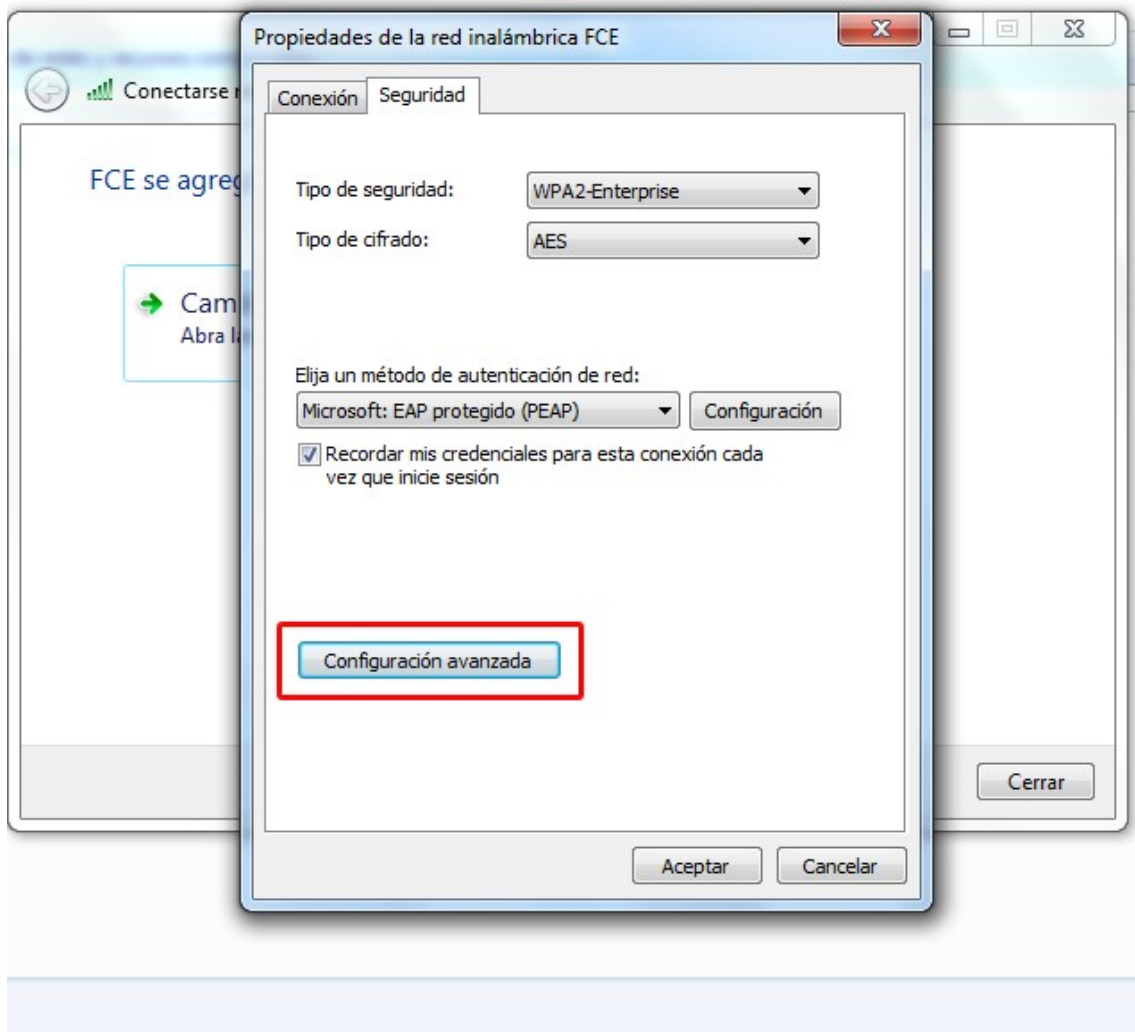 Propiedades de la red inalámbrica FCE
Conectarse
Conexión
Seguridad
FCE se
Tipo de seguridad:
WPA2-Enterprise
Tipo de cifrado:
AES
Abra
Elija un método de autenticación de red:
Microsoft: EAP protegido (PEAP)
Configuración
Recordar mis credenciales para esta conexión cada
vez que inicie sesión
Configuración avanzada
Cerrar
Aceptar
Cancelar